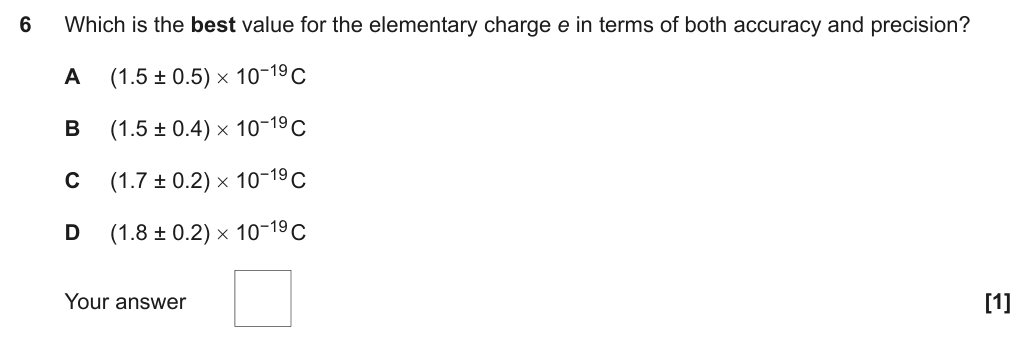 6 Which is the best value for the elementary charge e in terms of both accuracy and precision?
A (1.5 ± 0.5) × 10⁻¹⁹ C
B (1.5 ± 0.4) × 10⁻¹⁹ C
C (1.7 ± 0.2) × 10⁻¹⁹ C
D (1.8 ± 0.2) × 10⁻¹⁹ C
Your answer [1]